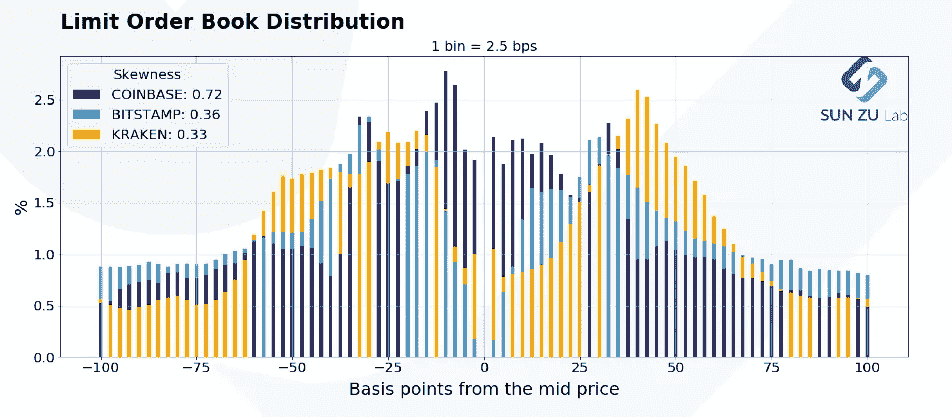 Limit Order Book Distribution
1 bin = 2.5 bps
Skewness
COINBASE: 0.72
BITSTAMP: 0.36
KRAKEN: 0.33
SUN ZU Lab
%
2.5
2.0
1.5
1.0
0.5
0.0
−100 −75 −50 −25 0 25 50 75 100
Basis points from the mid price